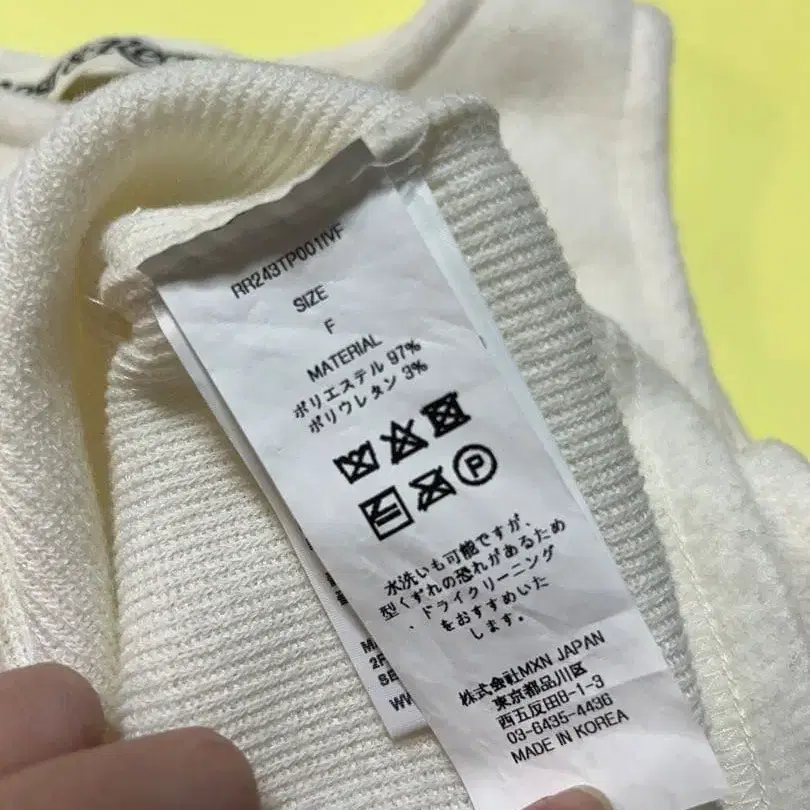 RR243TP001IVF
SIZE
F
MATERIAL
ポリエステル 97%
ポリウレタン 3%
P
水洗いも可能ですが、
型くずれの恐れがあるため
、ドライクリーニング
をおすすめいた
します。
株式会社MXN JAPAN
東京都品川区
西五反田8-1-3
03-6435-4436
MADE IN KOREA